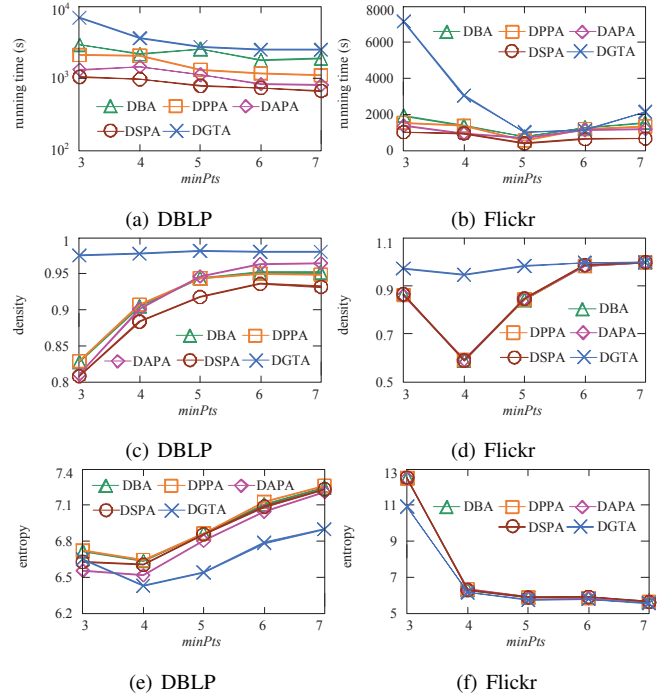 10^4
10^3
10^2
running time (s)
DBA DPPA DAPA
DSPA DGTA
3 4 5 6 7
minPts
(a) DBLP
8000
6000
4000
2000
0
running time (s)
DBA DPPA DAPA
DSPA DGTA
3 4 5 6 7
minPts
(b) Flickr
1
0.95
0.9
0.85
0.8
density
DBA DPPA
DAPA DSPA DGTA
3 4 5 6 7
minPts
(c) DBLP
1.1
0.9
0.7
0.5
density
DBA
DPPA DAPA
DSPA DGTA
3 4 5 6 7
minPts
(d) Flickr
7.4
7.1
6.8
6.5
6.2
entropy
DBA DPPA DAPA
DSPA DGTA
3 4 5 6 7
minPts
(e) DBLP
13
11
9
7
6
5
entropy
DBA DPPA DAPA
DSPA DGTA
3 4 5 6 7
minPts
(f) Flickr